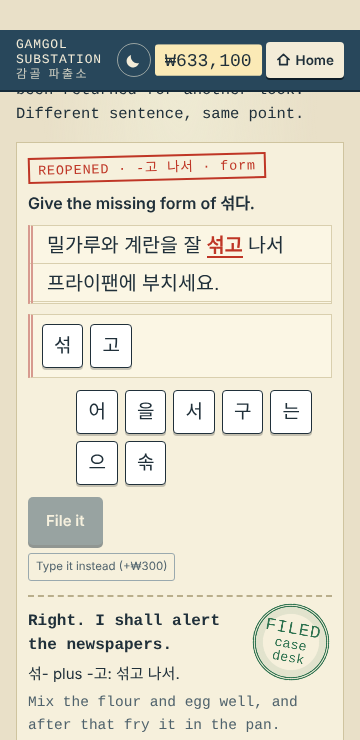 GAMGOL
SUBSTATION
감골 파출소
₩633,100
Home
been returned for another look.
Different sentence, same point.
REOPENED · -고 나서 · form
Give the missing form of 섞다.
밀가루와 계란을 잘 섞고 나서
프라이팬에 부치세요.
섞 고
어 을 서 구 는
으 솎
File it
Type it instead (+₩300)
Right. I shall alert
the newspapers.
FILED
case
desk
섞- plus -고: 섞고 나서.
Mix the flour and egg well, and
after that fry it in the pan.